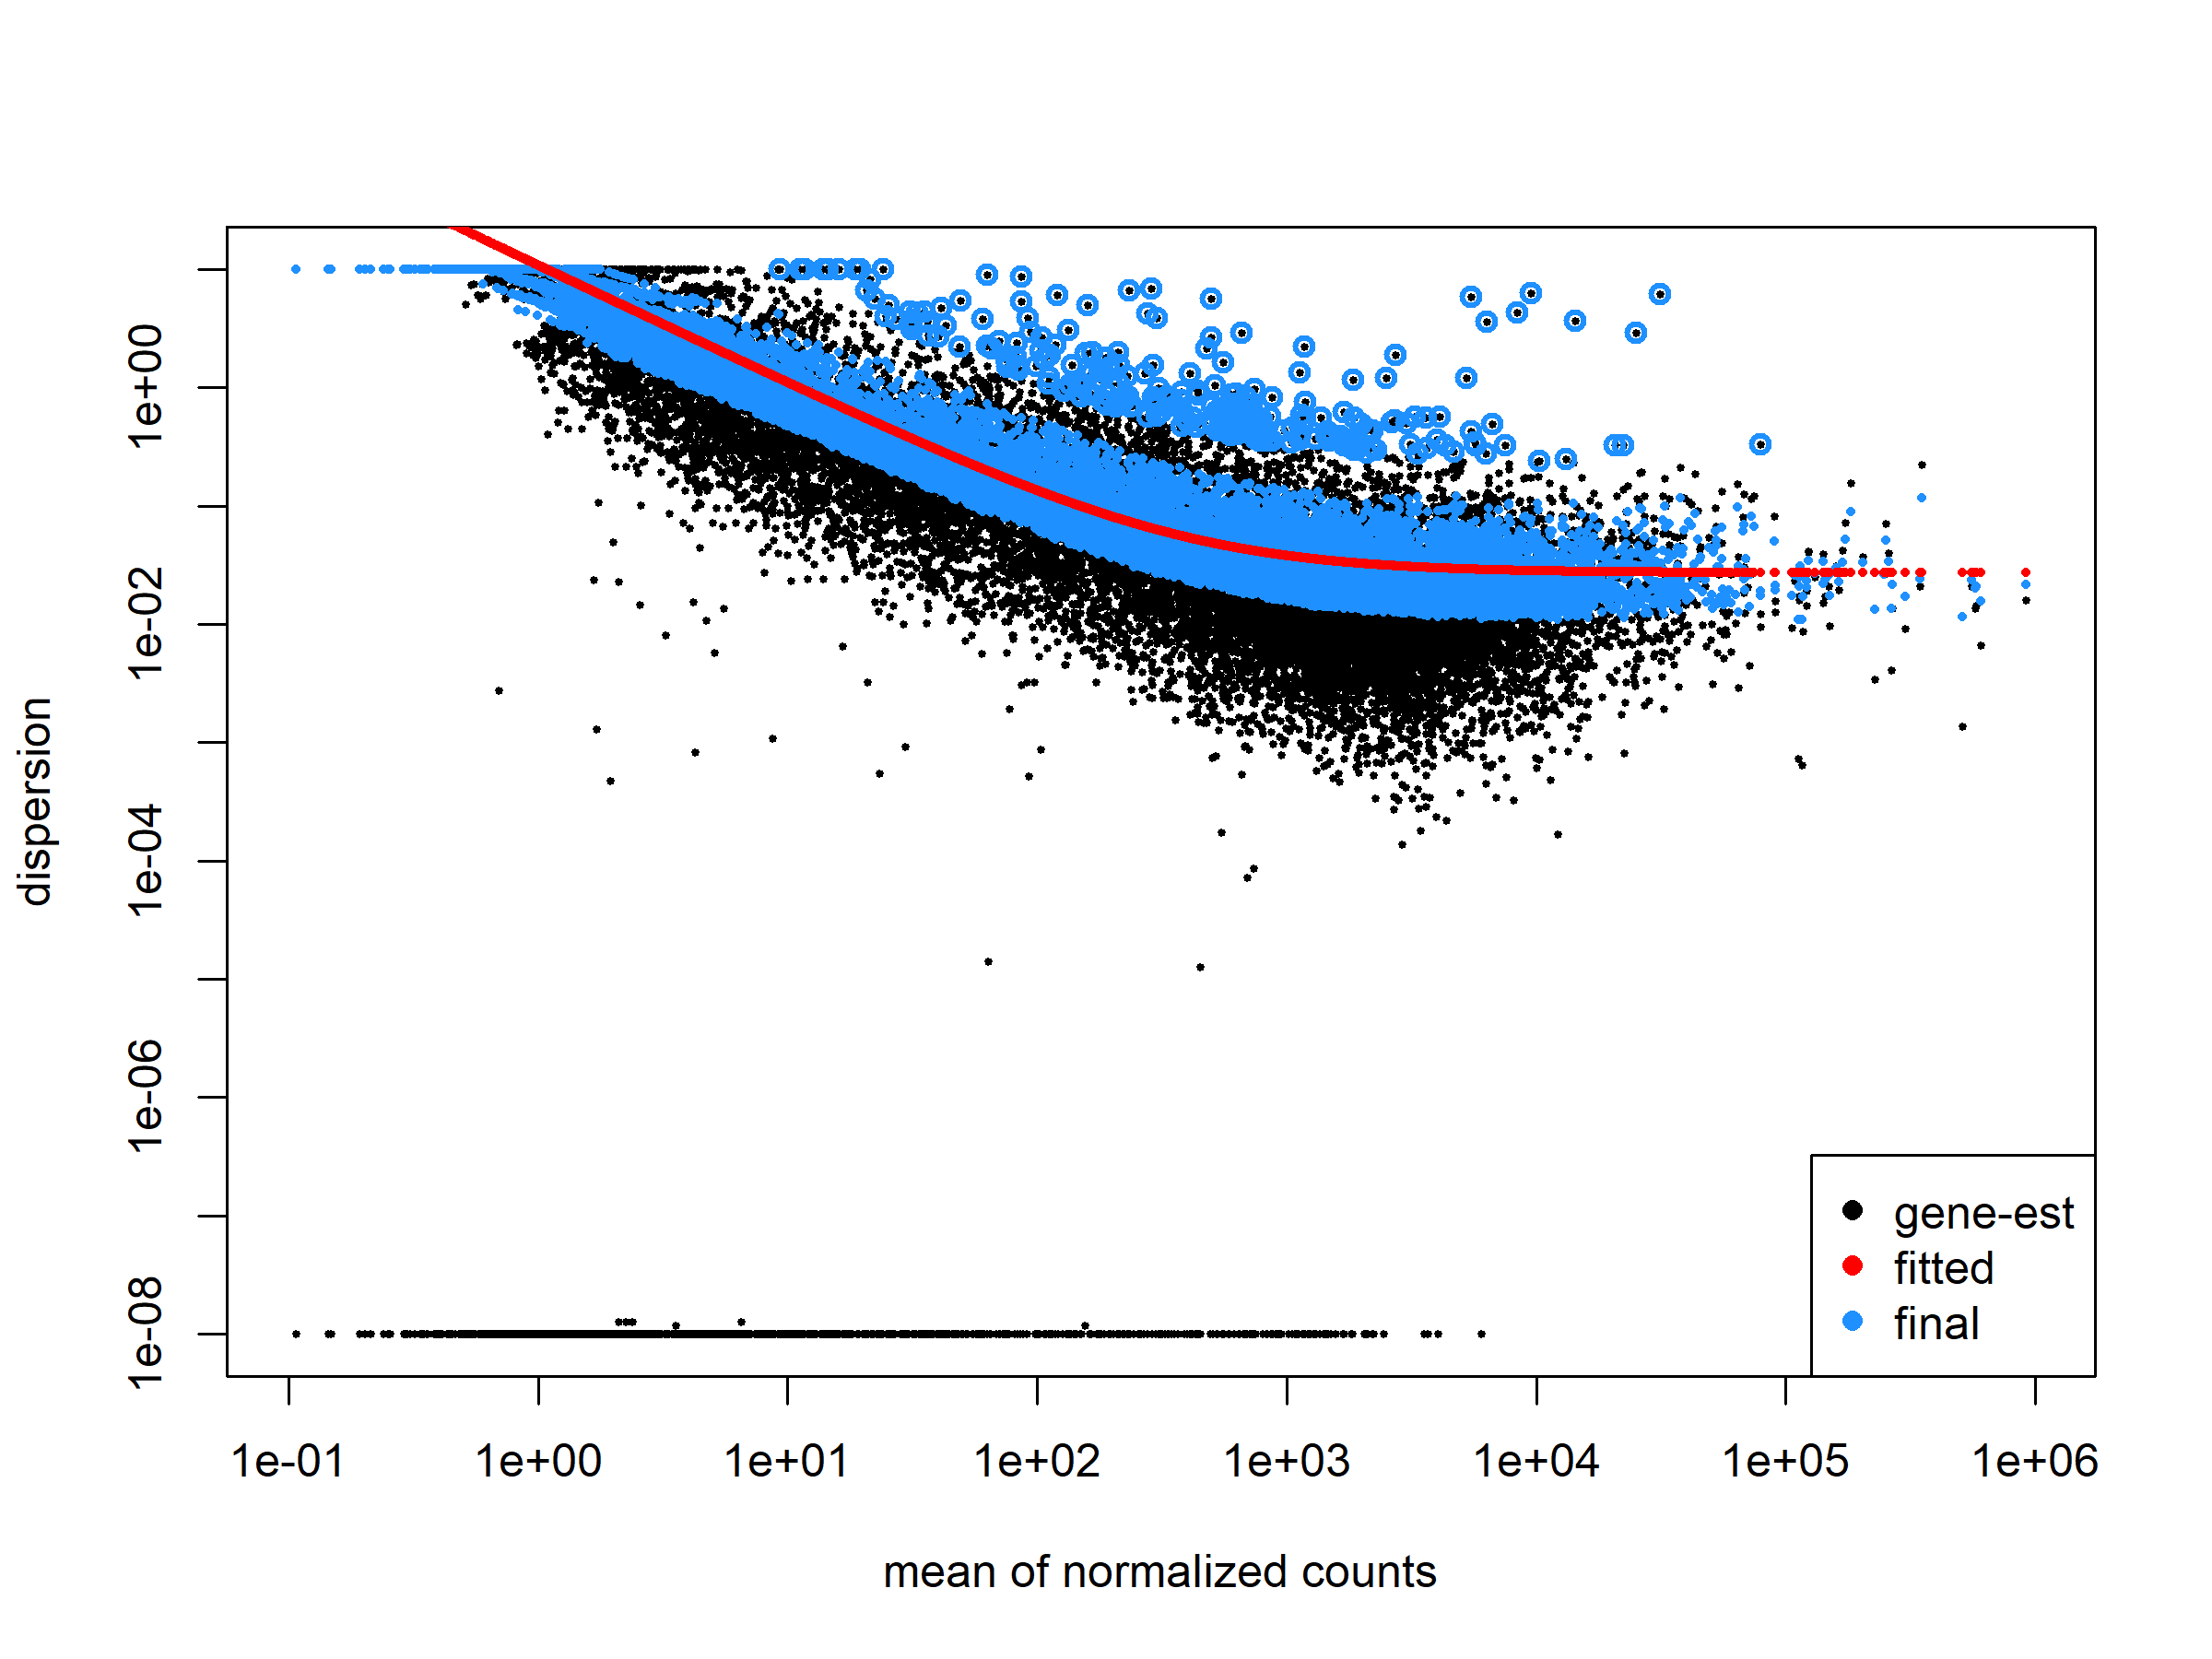 1e+00
1e-02
1e-04
1e-06
1e-08
dispersion
gene-est
fitted
final
1e-01 1e+00 1e+01 1e+02 1e+03 1e+04 1e+05 1e+06
mean of normalized counts